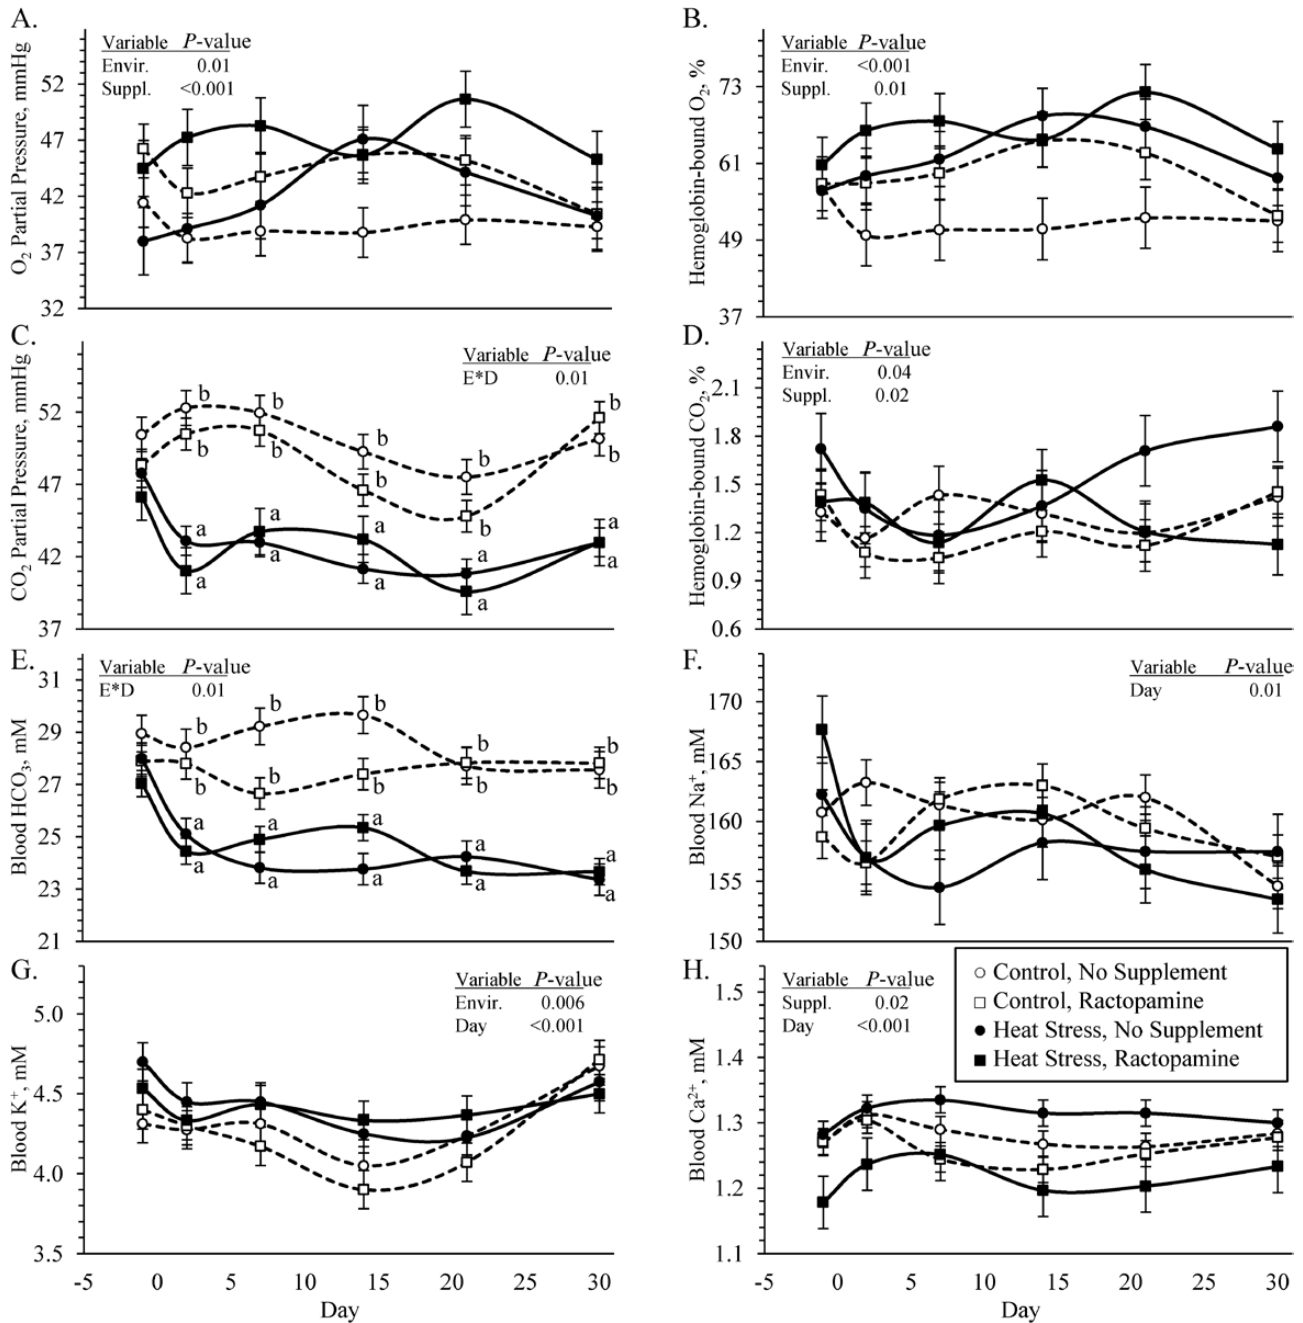 A.
O2 Partial Pressure, mmHg
Variable P-value
Envir. 0.01
Suppl. <0.001
52
47
42
37
32
B.
Hemoglobin-bound O2, %
Variable P-value
Envir. <0.001
Suppl. 0.01
73
61
49
37
C.
CO2 Partial Pressure, mmHg
Variable P-value
E*D 0.01
52
47
42
37
b b b b b
b b b b b
a a a a a
a a a a
D.
Hemoglobin-bound CO2, %
Variable P-value
Envir. 0.04
Suppl. 0.02
2.1
1.8
1.5
1.2
0.9
0.6
E.
Blood HCO3, mM
Variable P-value
E*D 0.01
31
29
27
25
23
21
b b b b b
b b b b b
a a a a a
a a a a
F.
Blood Na+, mM
Variable P-value
Day 0.01
170
165
160
155
150
G.
Blood K+, mM
Variable P-value
Envir. 0.006
Day <0.001
5.0
4.5
4.0
3.5
-5 0 5 10 15 20 25 30
Day
H.
Blood Ca2+, mM
Variable P-value
Suppl. 0.02
Day <0.001
Control, No Supplement
Control, Ractopamine
Heat Stress, No Supplement
Heat Stress, Ractopamine
1.5
1.4
1.3
1.2
1.1
-5 0 5 10 15 20 25 30
Day